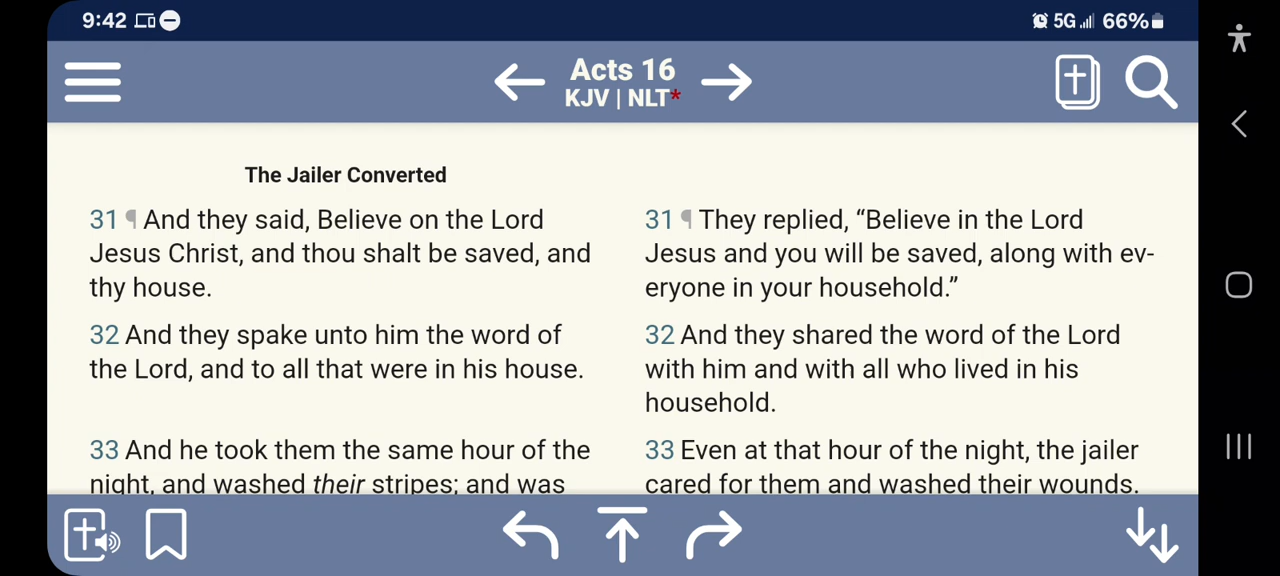 9:42
5G 66%
Acts 16
KJV | NLT*
The Jailer Converted
31 ¶ And they said, Believe on the Lord
Jesus Christ, and thou shalt be saved, and
thy house.
32 And they spake unto him the word of
the Lord, and to all that were in his house.
33 And he took them the same hour of the
night, and washed their stripes; and was
31 ¶ They replied, “Believe in the Lord
Jesus and you will be saved, along with ev-
eryone in your household.”
32 And they shared the word of the Lord
with him and with all who lived in his
household.
33 Even at that hour of the night, the jailer
cared for them and washed their wounds.